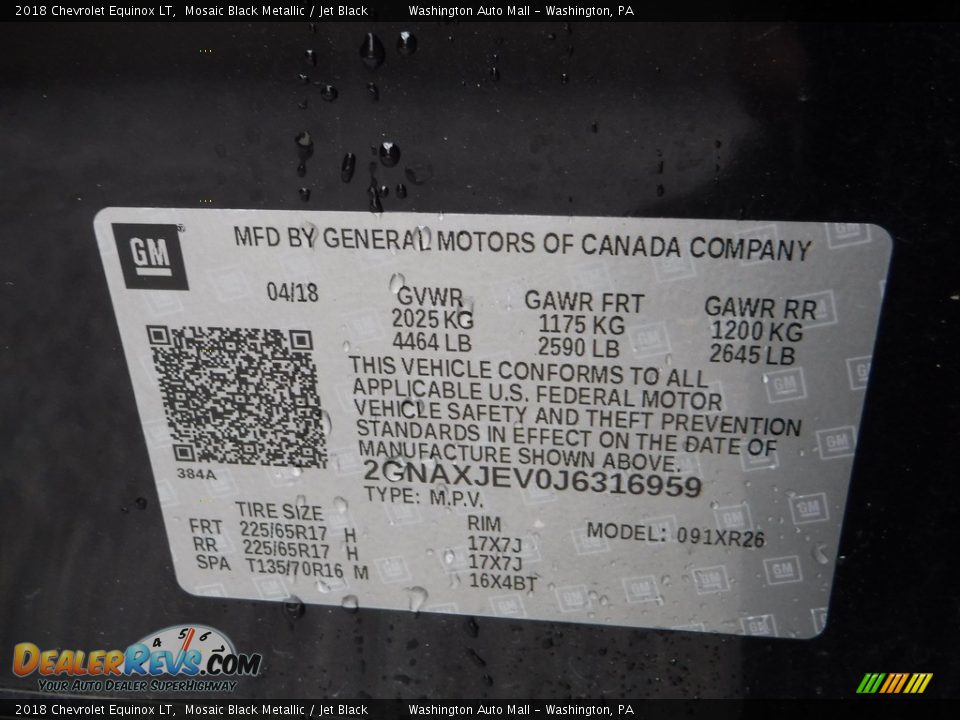 2018 Chevrolet Equinox LT, Mosaic Black Metallic / Jet Black Washington Auto Mall - Washington, PA
GM
MFD BY GENERAL MOTORS OF CANADA COMPANY
04/18
GVWR GAWR FRT GAWR RR
2025 KG 1175 KG 1200 KG
4464 LB 2590 LB 2645 LB
THIS VEHICLE CONFORMS TO ALL
APPLICABLE U.S. FEDERAL MOTOR
VEHICLE SAFETY AND THEFT PREVENTION
STANDARDS IN EFFECT ON THE DATE OF
MANUFACTURE SHOWN ABOVE.
384A
2GNAXJEV0J6316959
TYPE: M.P.V.
TIRE SIZE RIM MODEL: 091XR26
FRT 225/65R17 H 17X7J
RR 225/65R17 H 17X7J
SPA T135/70R16 M 16X4BT
4 5 6
DEALERREVS.COM
YOUR AUTO DEALER SUPERHIGHWAY
2018 Chevrolet Equinox LT, Mosaic Black Metallic / Jet Black Washington Auto Mall - Washington, PA